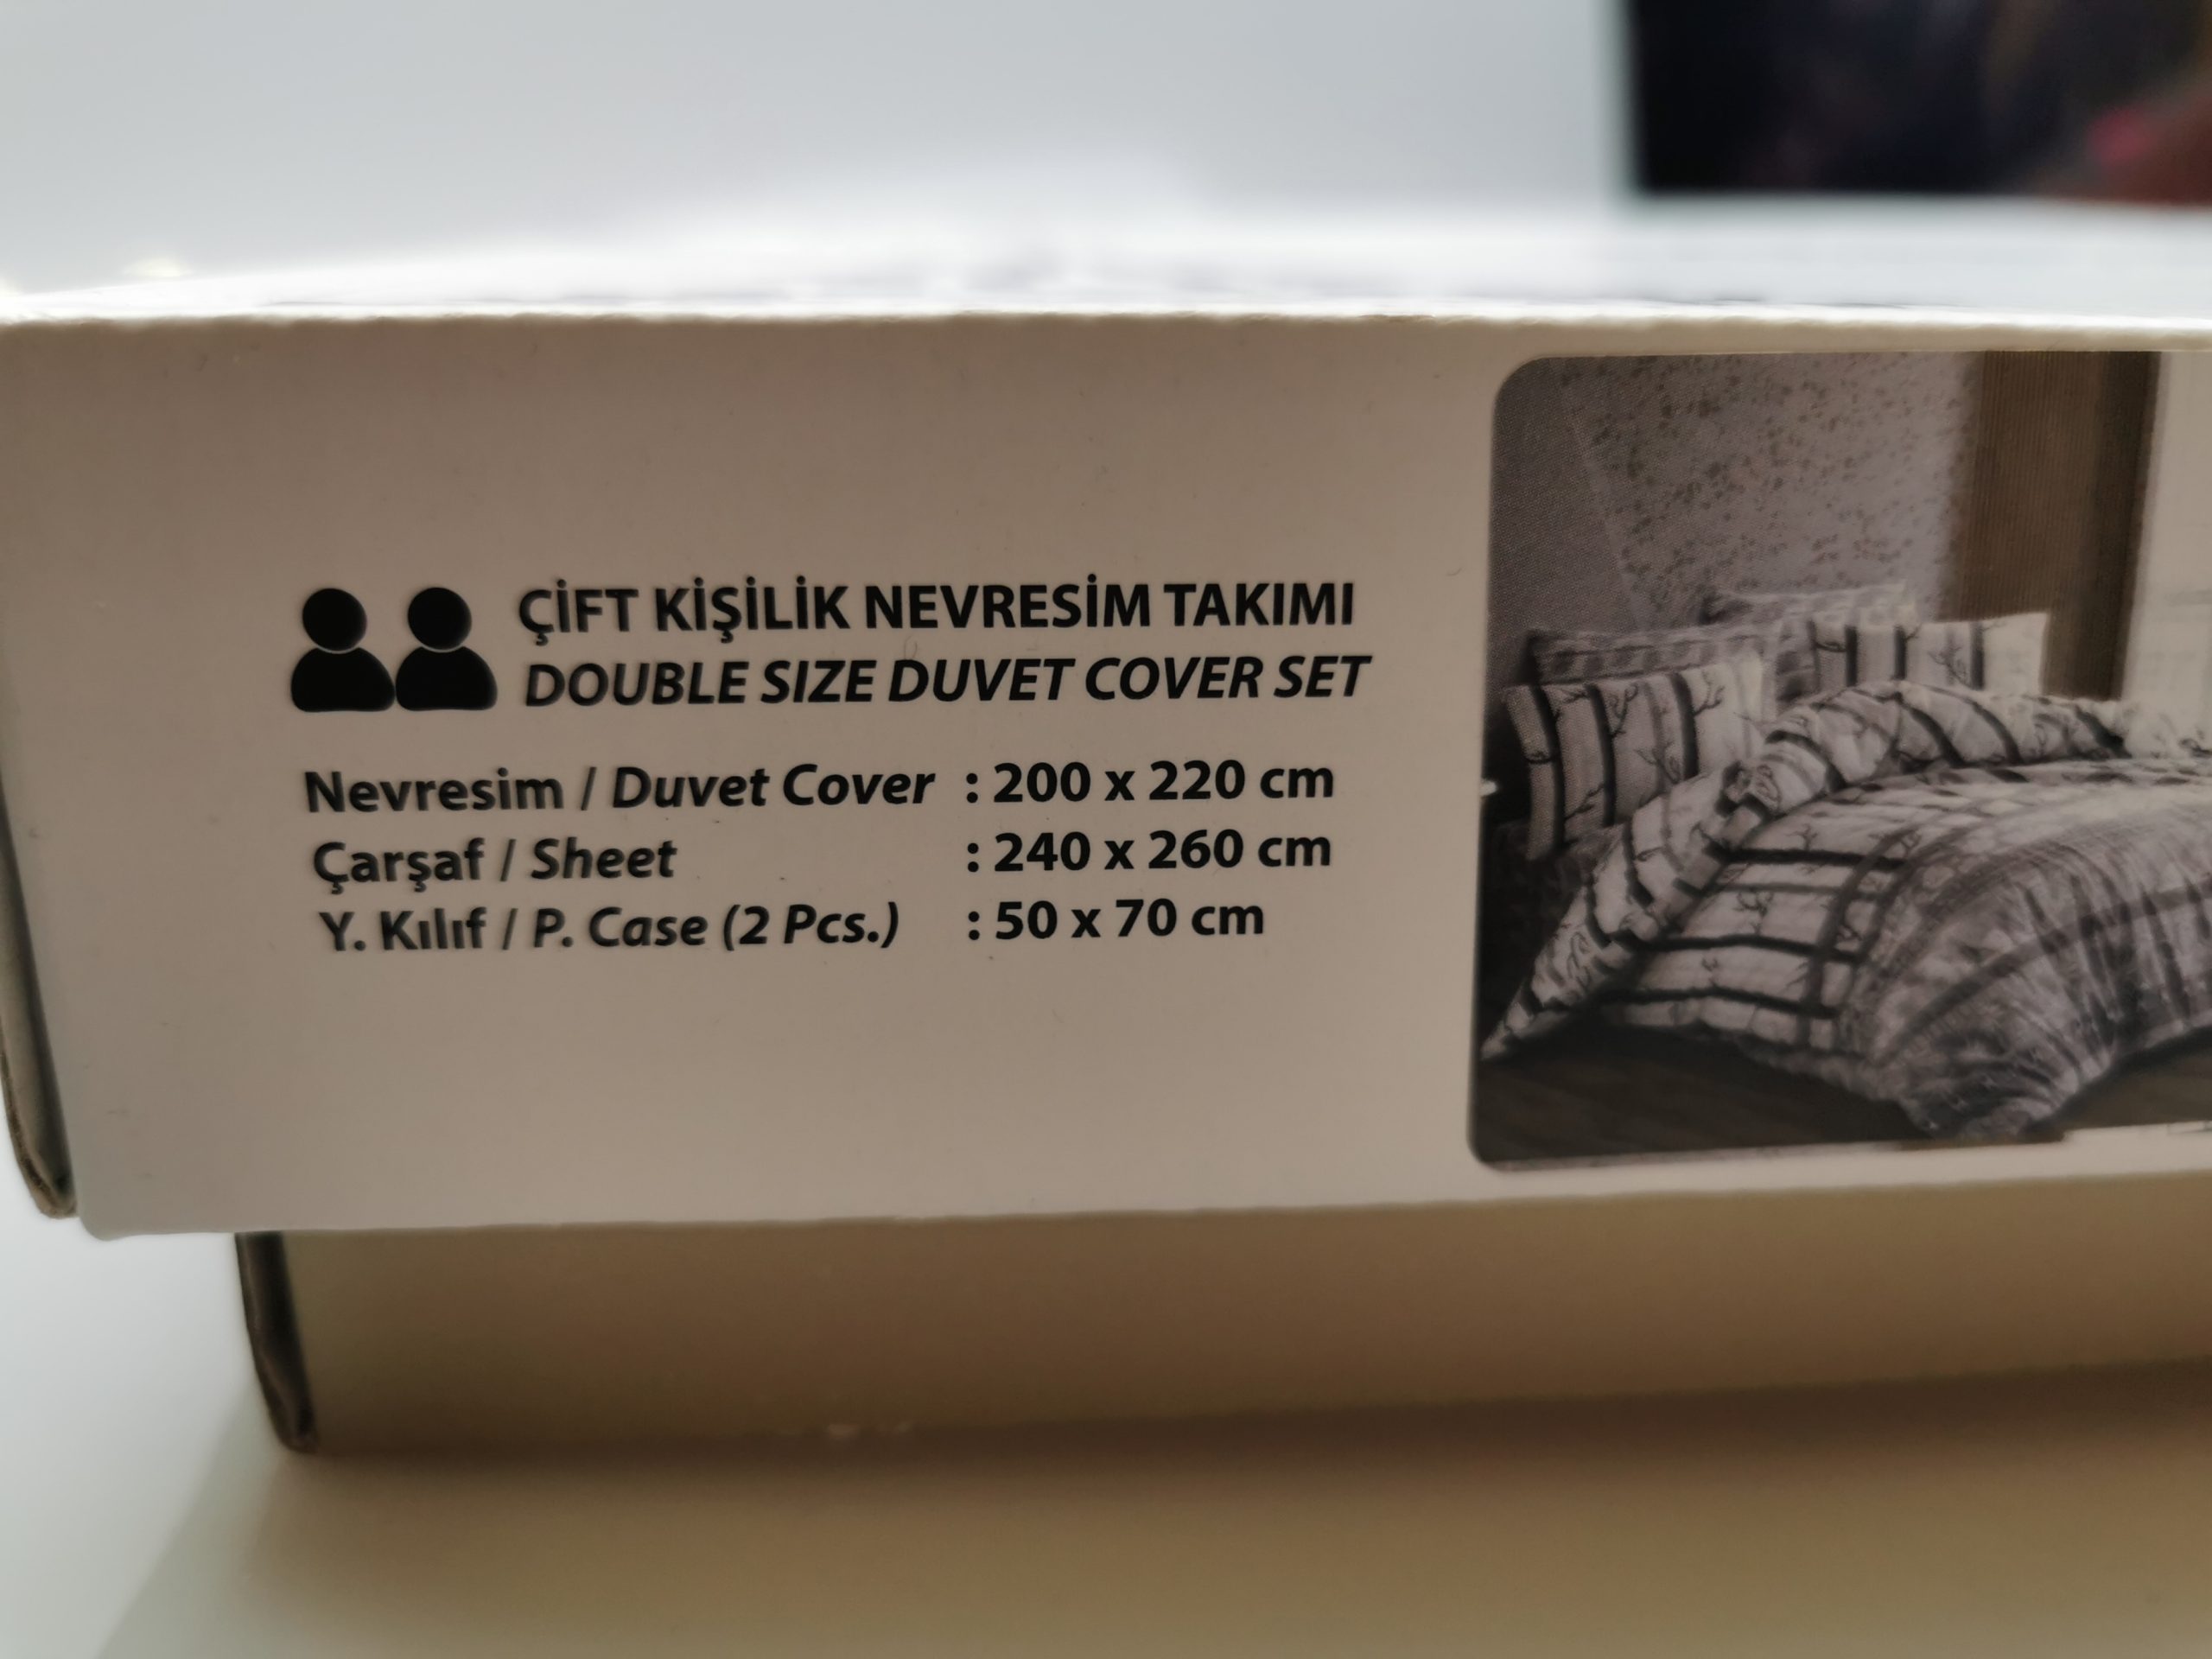 ÇİFT KİŞİLİK NEVRESİM TAKIMI
DOUBLE SIZE DUVET COVER SET
Nevresim / Duvet Cover : 200 x 220 cm
Çarşaf / Sheet : 240 x 260 cm
Y. Kılıf / P. Case (2 Pcs.) : 50 x 70 cm